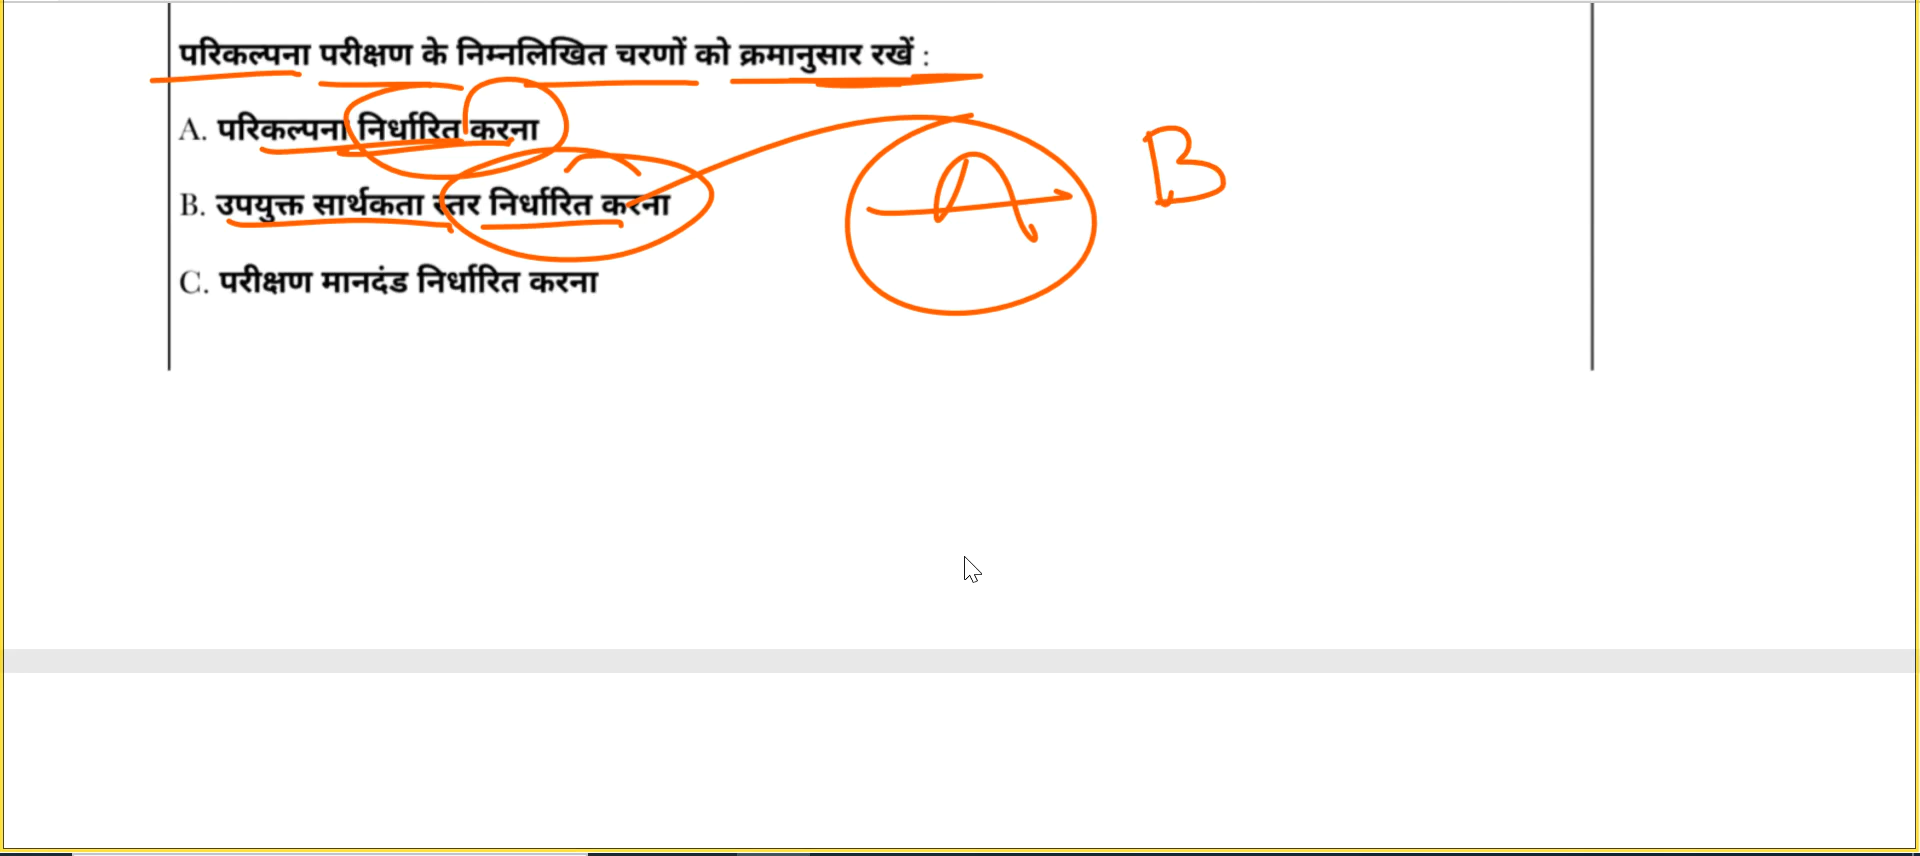 परिकल्पना परीक्षण के निम्नलिखित चरणों को क्रमानुसार रखें :
A. परिकल्पना निर्धारित करना
B. उपयुक्त सार्थकता स्तर निर्धारित करना
C. परीक्षण मानदंड निर्धारित करना
A B